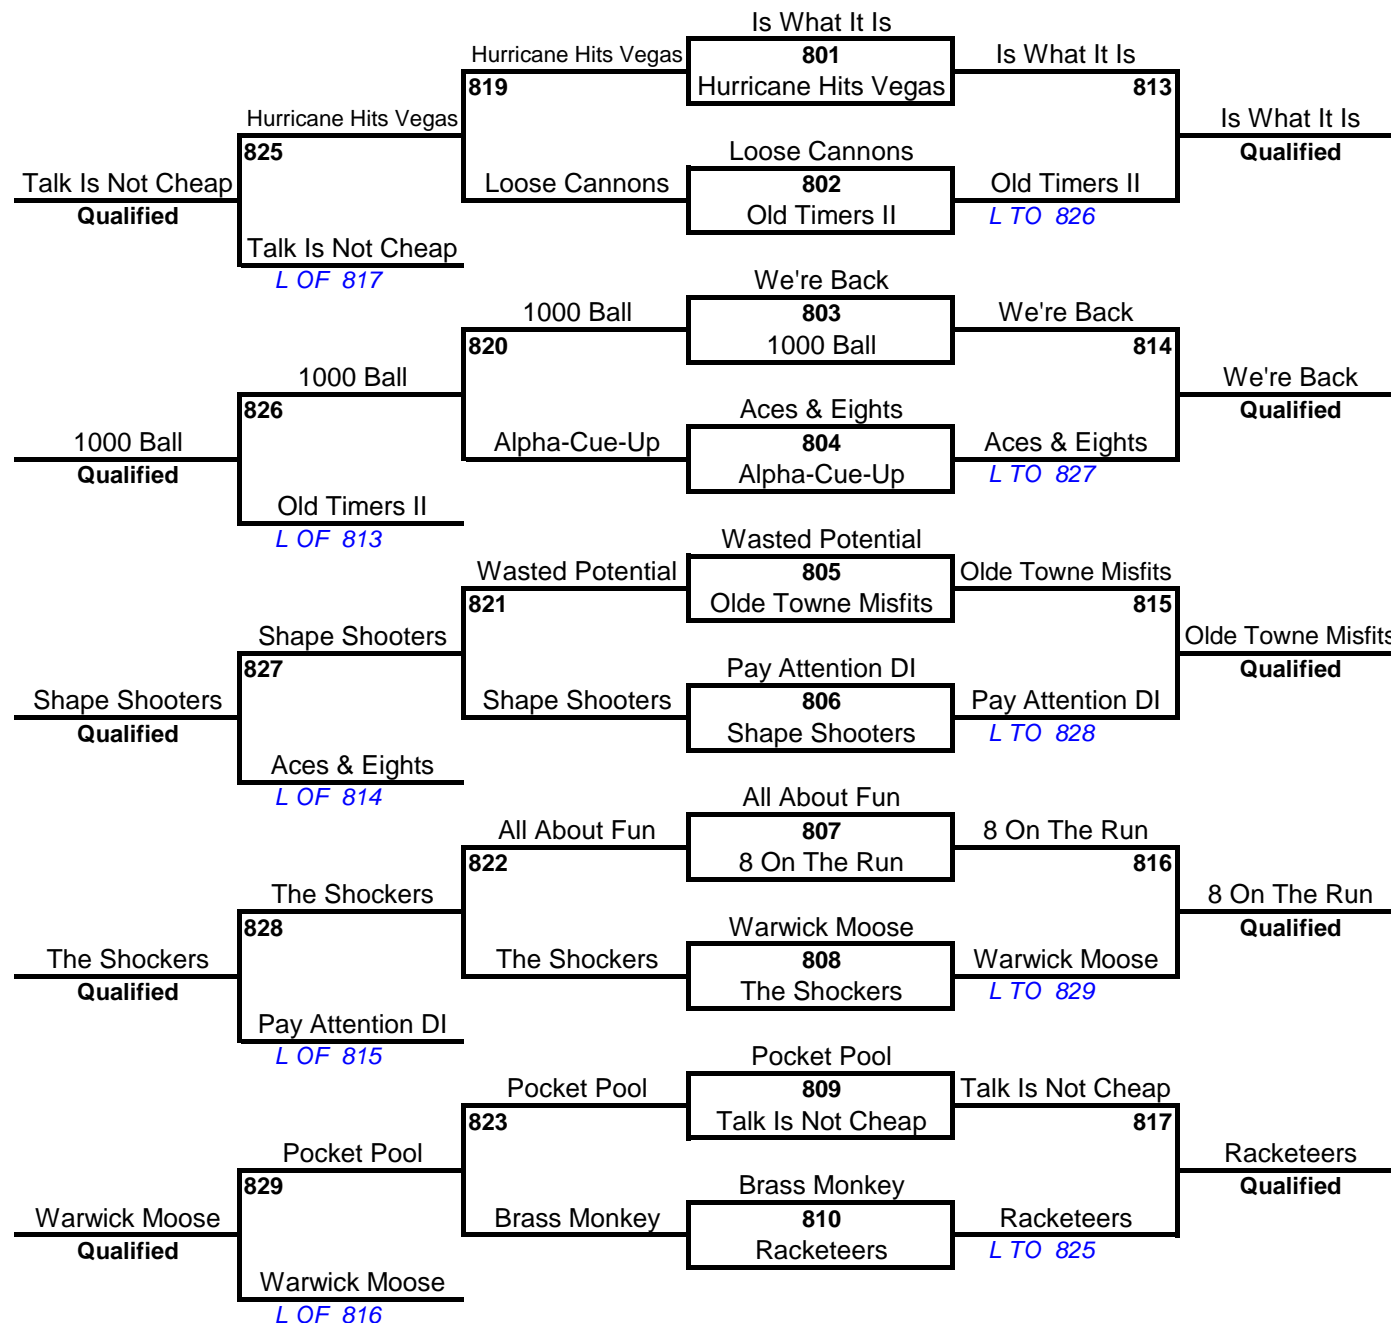 Is What It Is
Hurricane Hits Vegas 801 Is What It Is
819 Hurricane Hits Vegas 813
Hurricane Hits Vegas Is What It Is
825 Loose Cannons Qualified
Talk Is Not Cheap Loose Cannons 802 Old Timers II
Qualified Old Timers II L TO 826
Talk Is Not Cheap
L OF 817 We're Back
1000 Ball 803 We're Back
820 1000 Ball 814
1000 Ball We're Back
826 Aces & Eights Qualified
1000 Ball Alpha-Cue-Up 804 Aces & Eights
Qualified Alpha-Cue-Up L TO 827
Old Timers II
L OF 813 Wasted Potential
Wasted Potential 805 Olde Towne Misfits
821 Olde Towne Misfits 815
Shape Shooters Olde Towne Misfits
827 Pay Attention DI Qualified
Shape Shooters Shape Shooters 806 Pay Attention DI
Qualified Shape Shooters L TO 828
Aces & Eights
L OF 814 All About Fun
All About Fun 807 8 On The Run
822 8 On The Run 816
The Shockers 8 On The Run
828 Warwick Moose Qualified
The Shockers The Shockers 808 Warwick Moose
Qualified The Shockers L TO 829
Pay Attention DI
L OF 815 Pocket Pool
Pocket Pool 809 Talk Is Not Cheap
823 Talk Is Not Cheap 817
Pocket Pool Racketeers
829 Brass Monkey Qualified
Warwick Moose Brass Monkey 810 Racketeers
Qualified Racketeers L TO 825
Warwick Moose
L OF 816